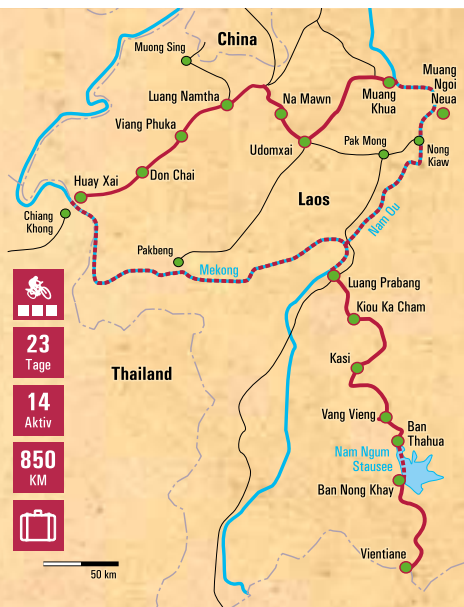 China
Muong Sing
Muang
Ngoi
Neua
Luang Namtha
Na Mawn
Muang
Khua
Viang Phuka
Udomxai
Pak Mong
Nong
Kiaw
Don Chai
Huay Xai
Laos
Chiang
Khong
Nam Ou
Pakbeng
Mekong
Luang Prabang
Kiou Ka Cham
23
Tage
Kasi
Thailand
14
Aktiv
Vang Vieng
Ban
Thahua
Nam Ngum
Stausee
850
KM
Ban Nong Khay
Vientiane
50 km